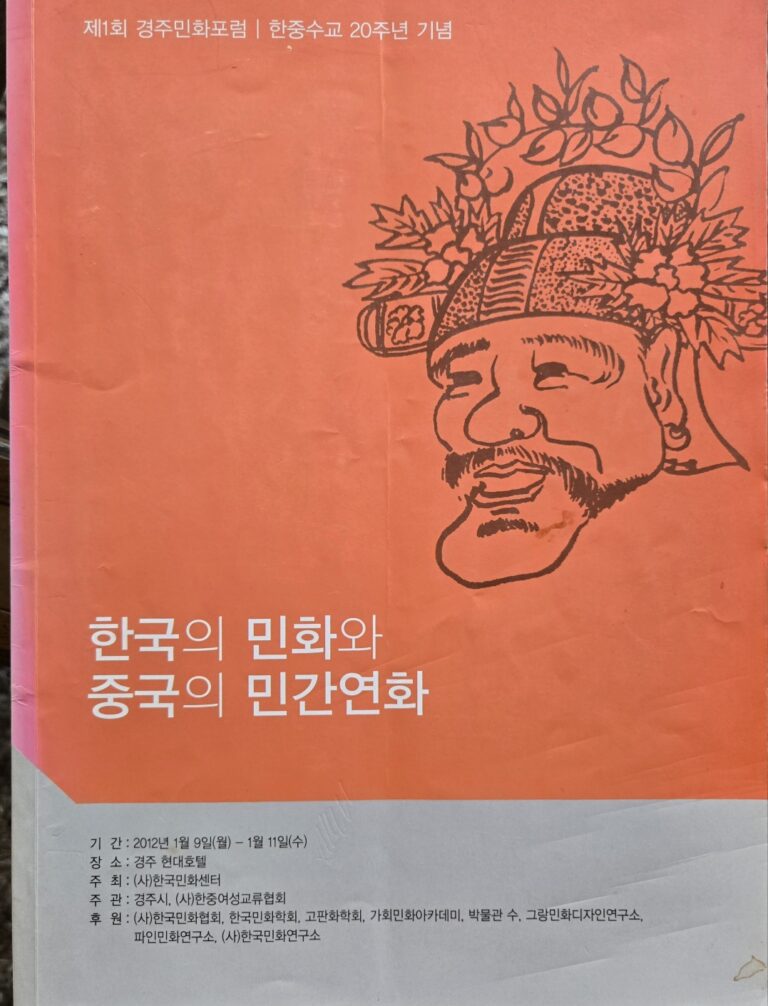 제1회 경주민화포럼 | 한중수교 20주년 기념
한국의 민화와
중국의 민간연화
기 간 : 2012년 1월 9일(월) – 1월 11일(수)
장 소 : 경주 현대호텔
주 최 : (사)한국민화센터
주 관 : 경주시, (사)한중여성교류협회
후 원 : (사)한국민화협회, 한국민화학회, 고판화학회, 가회민화아카데미, 박물관 수, 그랑민화디자인연구소,
파인민화연구소, (사)한국민화연구소